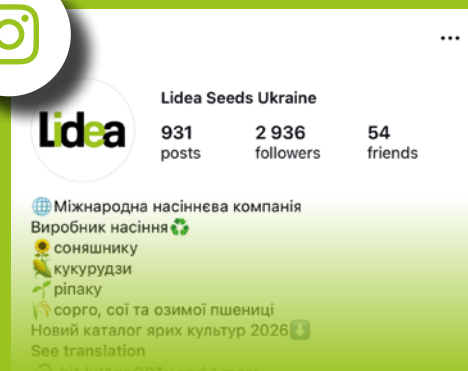 Lidea Seeds Ukraine
Lidea
931
2 936
54
posts
followers
friends
🌐Міжнародна насіннєва компанія
Виробник насіння♻️
🌻соняшнику
🌽кукурудзи
🌱ріпаку
🌾сорго, сої та озимої пшениці
Новий каталог ярих культур 2026⬇️
See translation